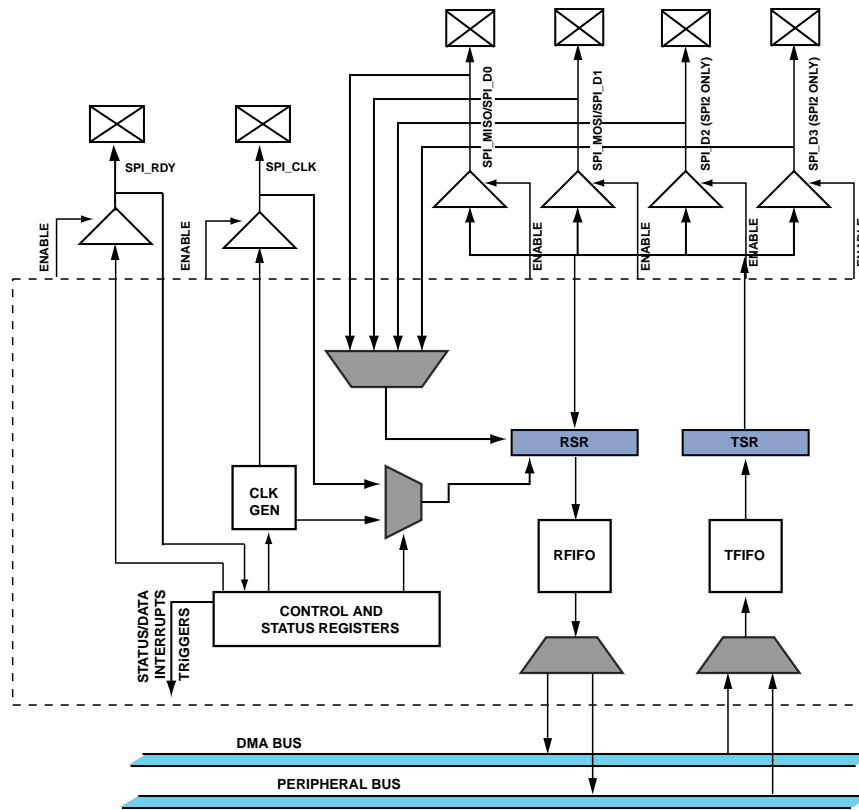 SPI_MISO/SPI_D0
SPI_MOSI/SPI_D1
SPI_D2 (SPI2 ONLY)
SPI_D3 (SPI2 ONLY)
SPI_RDY
SPI_CLK
ENABLE
ENABLE
ENABLE
ENABLE
ENABLE
ENABLE
RSR
TSR
CLK
GEN
RFIFO
TFIFO
CONTROL AND
STATUS REGISTERS
STATUS/DATA
INTERRUPTS
TRIGGERS
DMA BUS
PERIPHERAL BUS